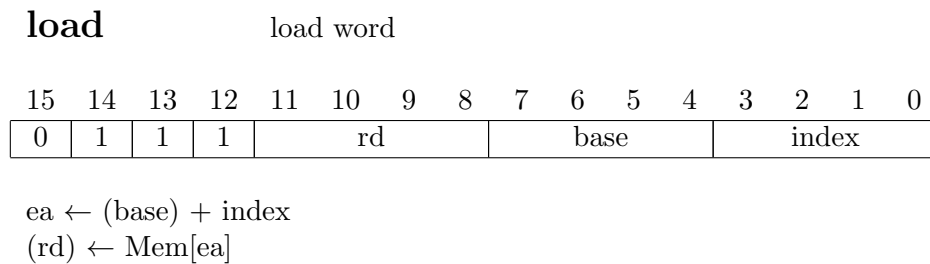 load load word
15 14 13 12 11 10 9 8 7 6 5 4 3 2 1 0
0 1 1 1 rd base index
ea ← (base) + index
(rd) ← Mem[ea]